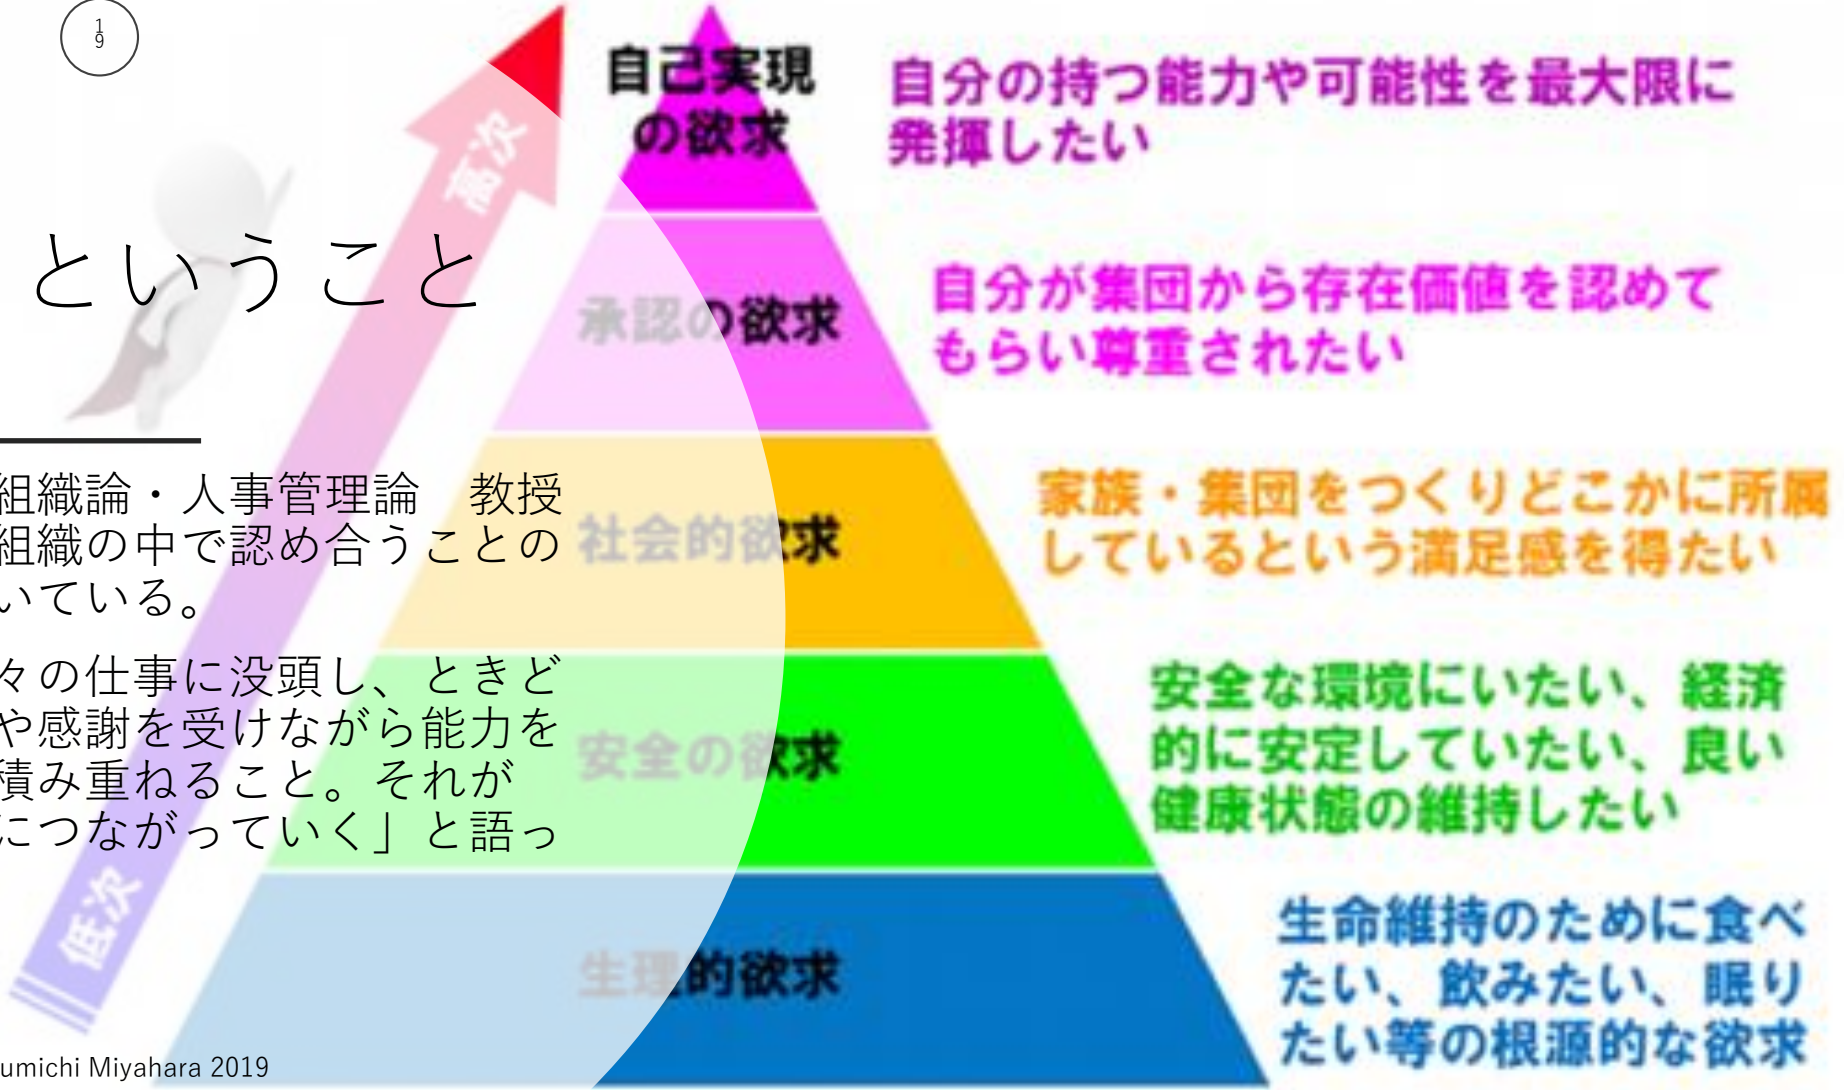 19
ということ
組織論・人事管理論　教授
組織の中で認め合うことの
いている。
々の仕事に没頭し、ときど
や感謝を受けながら能力を
積み重ねること。それが
につながっていく」と語っ
umichi Miyahara 2019
高次
低次
自己実現
の欲求
自分の持つ能力や可能性を最大限に
発揮したい
承認の欲求
自分が集団から存在価値を認めて
もらい尊重されたい
社会的欲求
家族・集団をつくりどこかに所属
しているという満足感を得たい
安全の欲求
安全な環境にいたい、経済
的に安定していたい、良い
健康状態の維持したい
生理的欲求
生命維持のために食べ
たい、飲みたい、眠り
たい等の根源的な欲求